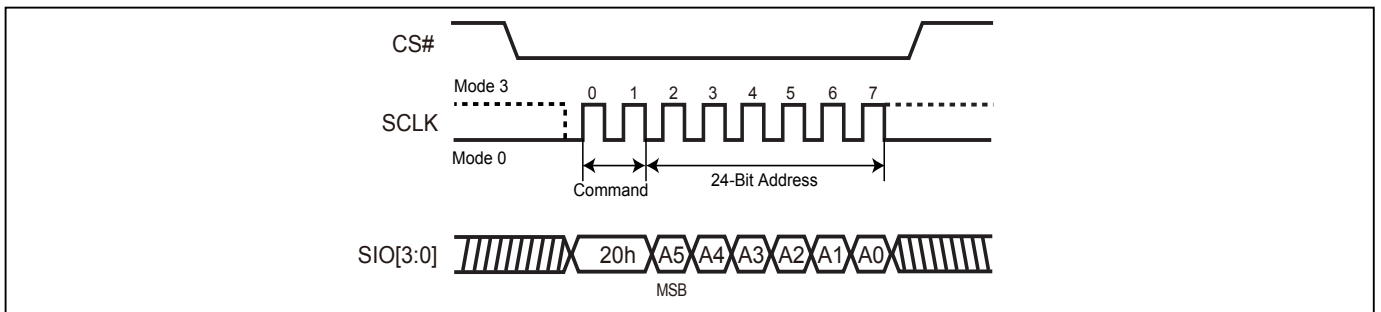 CS#
Mode 3
0 1 2 3 4 5 6 7
SCLK
Mode 0
Command
24-Bit Address
SIO[3:0]
20h A5 A4 A3 A2 A1 A0
MSB